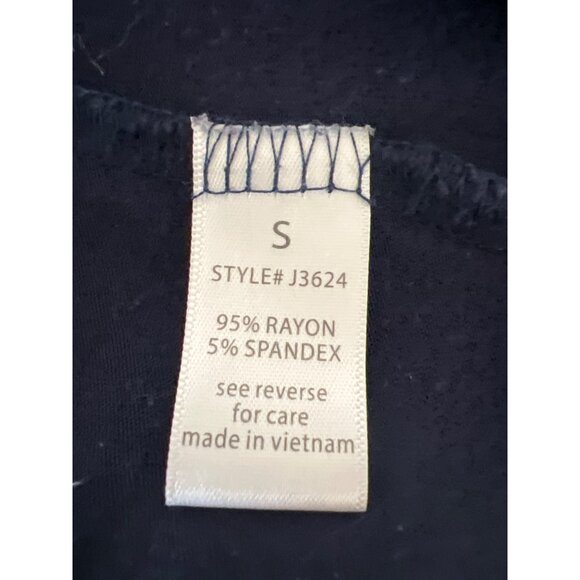 S
STYLE# J3624
95% RAYON
5% SPANDEX
see reverse
for care
made in vietnam